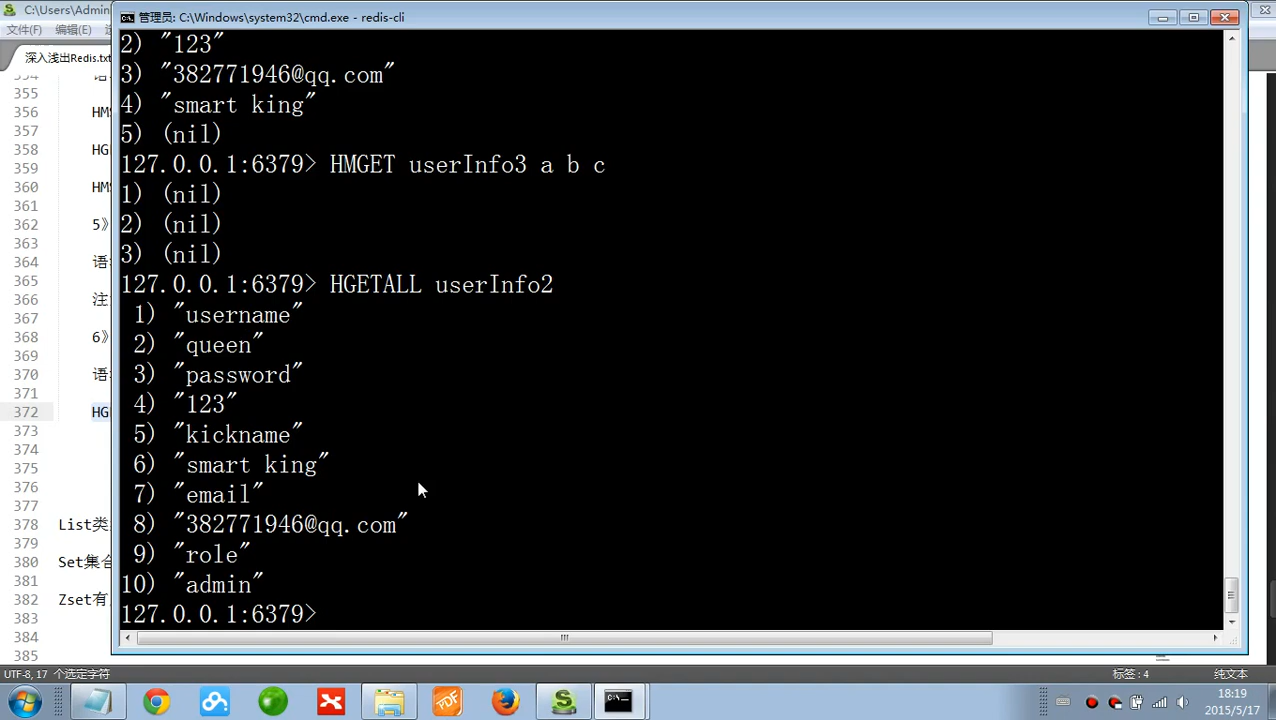 C:\Users\Admin
文件(F) 编辑(E)
深入浅出Redis.txt
管理员: C:\Windows\system32\cmd.exe - redis-cli
2) "123"
3) "382771946@qq.com"
4) "smart king"
5) (nil)
127.0.0.1:6379> HMGET userInfo3 a b c
1) (nil)
2) (nil)
3) (nil)
127.0.0.1:6379> HGETALL userInfo2
1) "username"
2) "queen"
3) "password"
4) "123"
5) "kickname"
6) "smart king"
7) "email"
8) "382771946@qq.com"
9) "role"
10) "admin"
127.0.0.1:6379>
354
355
356 HM
357
358 HG
359
360 HM
361
362 5》
363
364 语
365
366 注
367
368 6》
369
370 语
371
372 HG
373
374
375
376
377
378 List类
379
380 Set集合
381
382 Zset有
383
384
385
UTF-8, 17 个选定字符
标签: 4
纯文本
18:19
2015/5/17